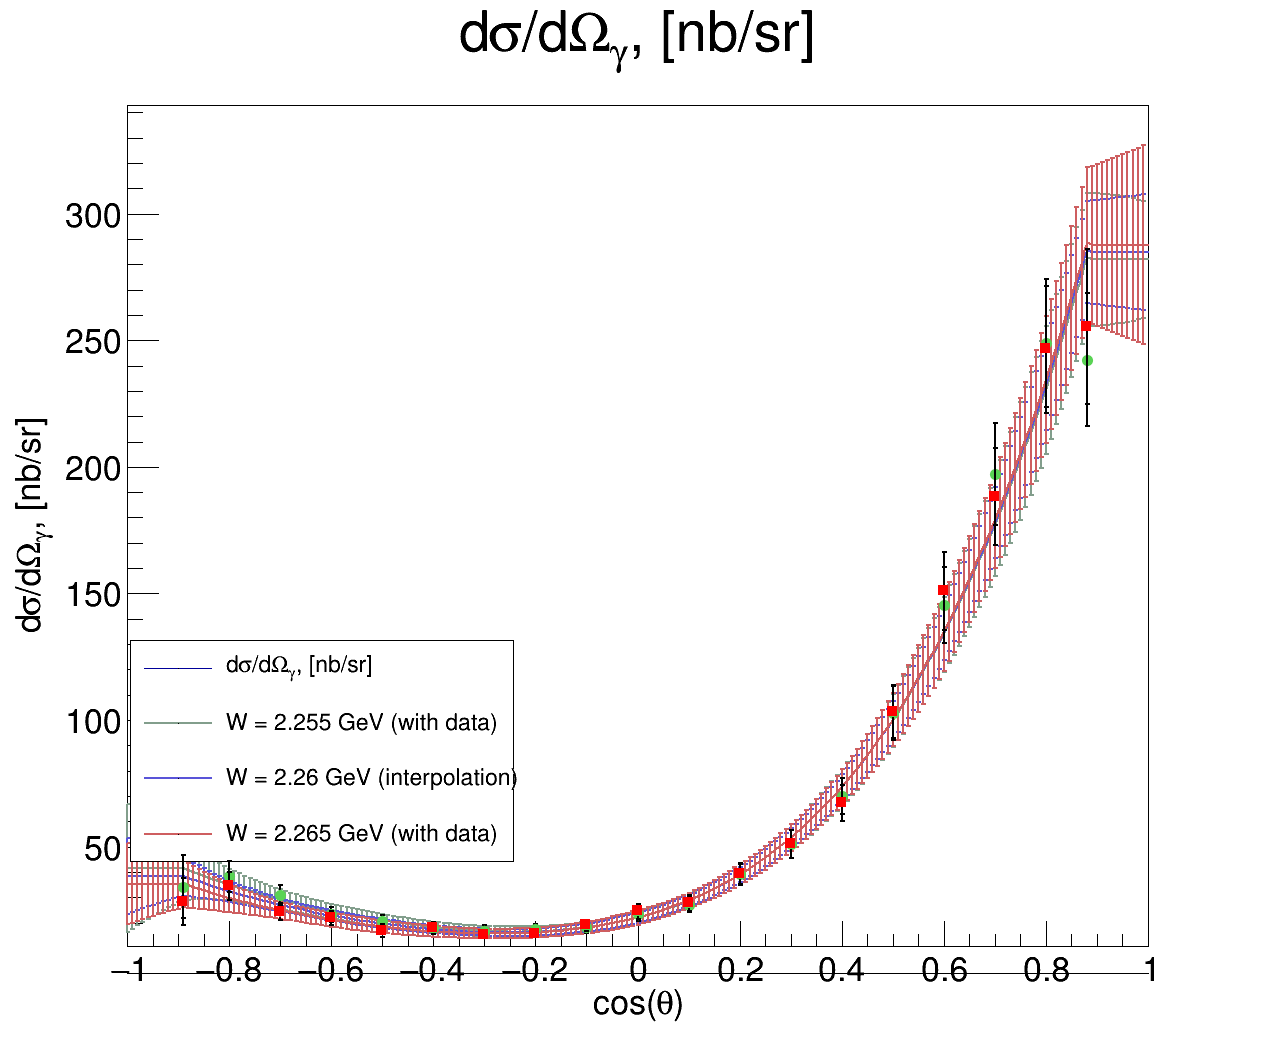 dσ/dΩγ, [nb/sr]
dσ/dΩγ, [nb/sr]
300
250
200
150
100
50
dσ/dΩγ, [nb/sr]
W = 2.255 GeV (with data)
W = 2.26 GeV (interpolation)
W = 2.265 GeV (with data)
−1 −0.8 −0.6 −0.4 −0.2 0 0.2 0.4 0.6 0.8 1
cos(θ)